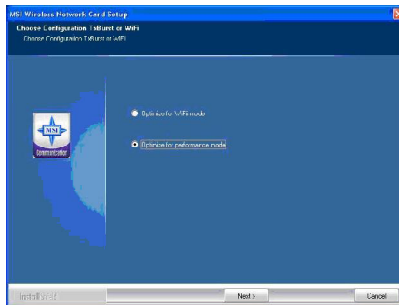 MSI Wireless Network Card Setup
Choose Configuration TxBurst or WiFi
Choose Configuration TxBurst or WiFi
Optimize for WiFi mode
Optimize for performance mode
MSI
Communication
Next >
Cancel